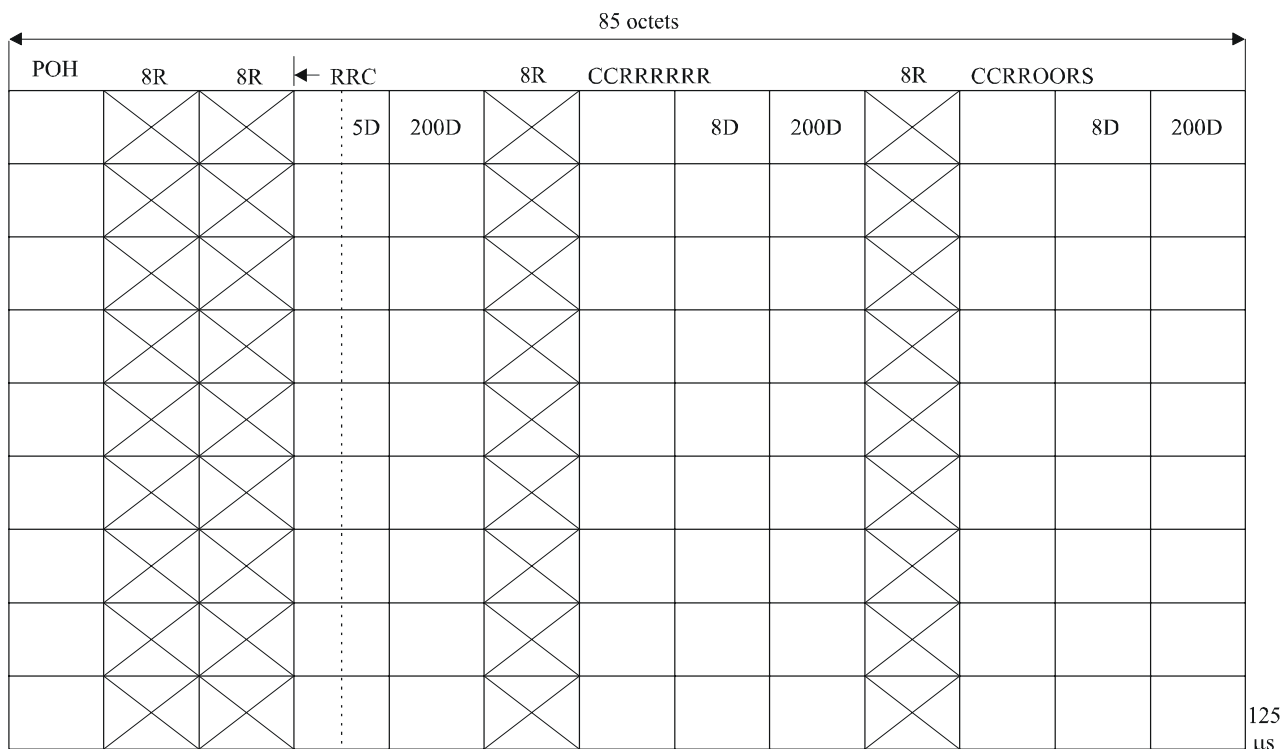 85 octets
POH 8R 8R RRC 8R CCRRRRRR 8R CCRROORS
5D 200D 8D 200D 8D 200D
125
μs